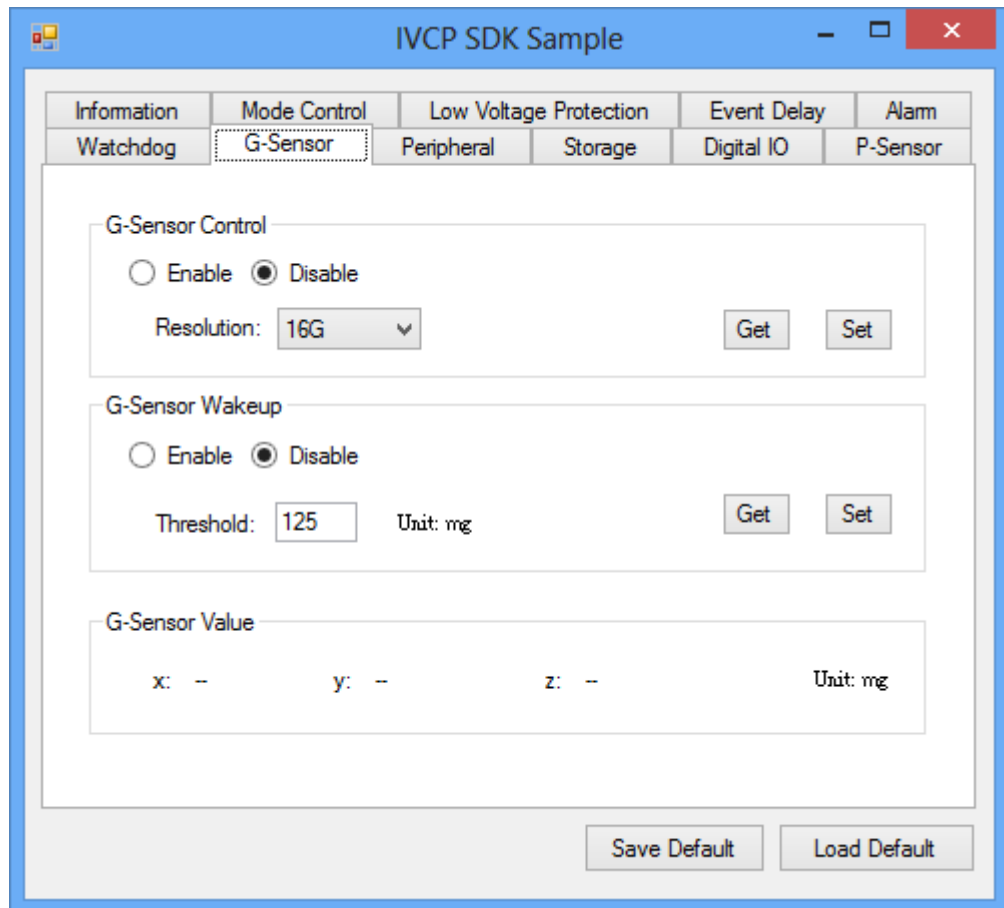 IVCP SDK Sample
Information Mode Control Low Voltage Protection Event Delay Alarm
Watchdog G-Sensor Peripheral Storage Digital IO P-Sensor
G-Sensor Control
Enable Disable
Resolution: 16G Get Set
G-Sensor Wakeup
Enable Disable
Threshold: 125 Unit: mg Get Set
G-Sensor Value
x: -- y: -- z: -- Unit: mg
Save Default Load Default